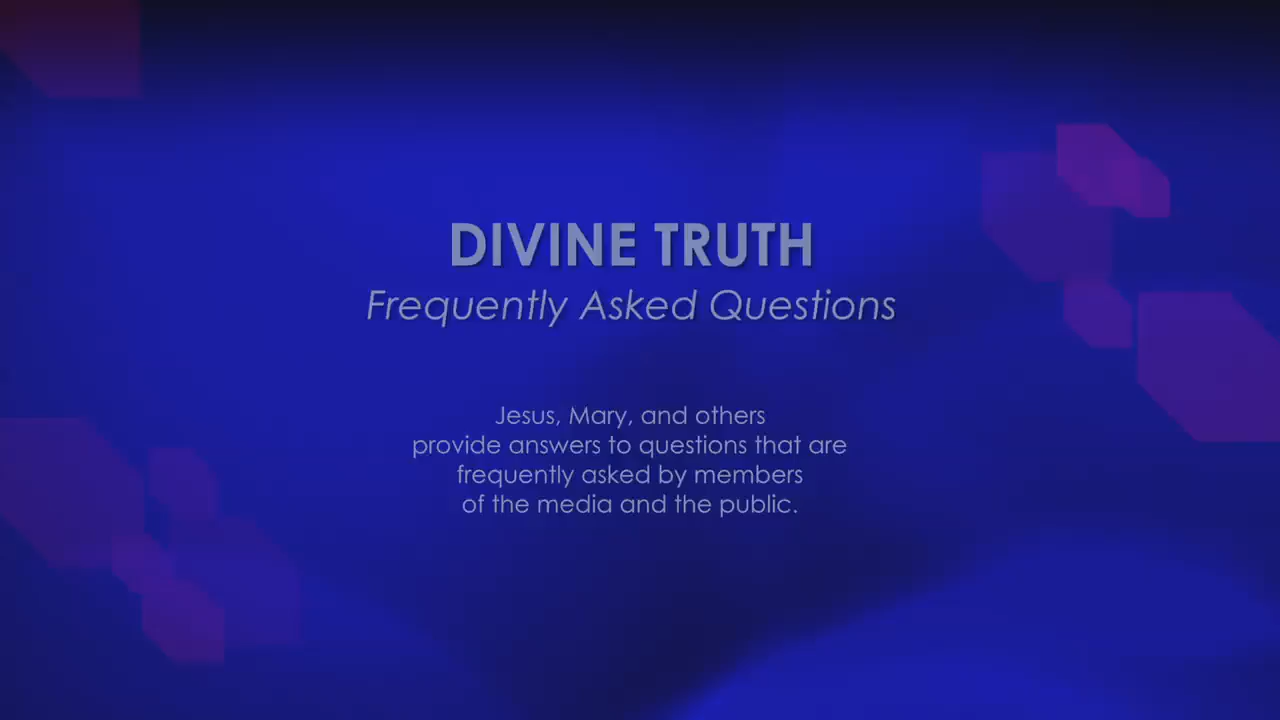 DIVINE TRUTH
Frequently Asked Questions
Jesus, Mary, and others
provide answers to questions that are
frequently asked by members
of the media and the public.